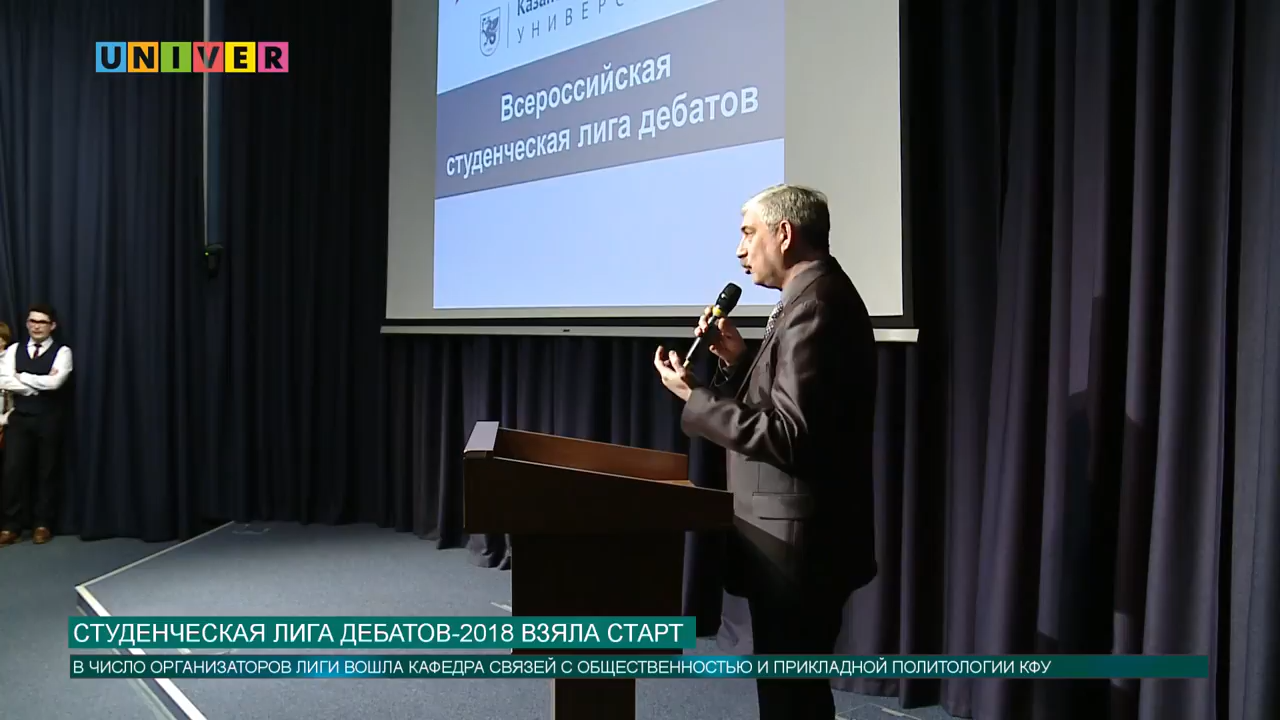 UNIVER
Всероссийская
студенческая лига дебатов
СТУДЕНЧЕСКАЯ ЛИГА ДЕБАТОВ-2018 ВЗЯЛА СТАРТ
В ЧИСЛО ОРГАНИЗАТОРОВ ЛИГИ ВОШЛА КАФЕДРА СВЯЗЕЙ С ОБЩЕСТВЕННОСТЬЮ И ПРИКЛАДНОЙ ПОЛИТОЛОГИИ КФУ